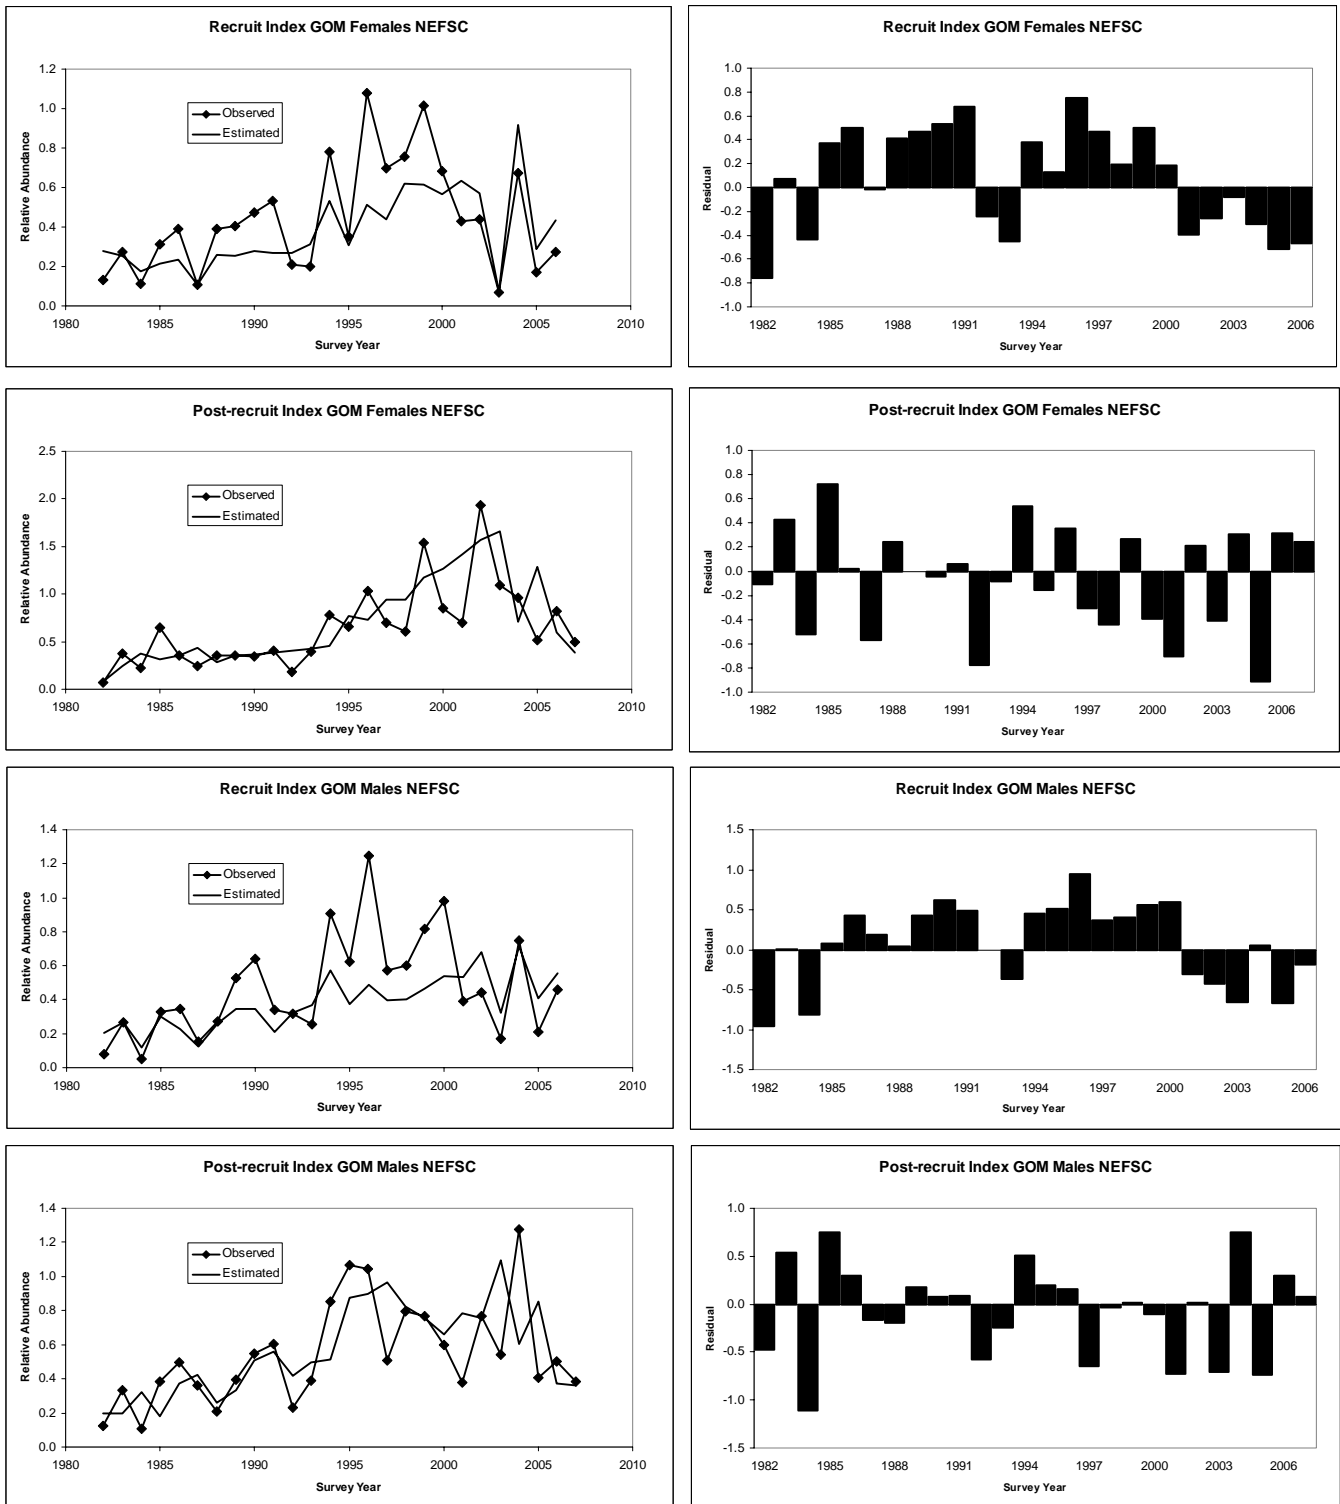 Recruit Index GOM Females NEFSC
1.2
1.0
0.8
0.6
0.4
0.2
0.0
Relative Abundance
Observed
Estimated
1980 1985 1990 1995 2000 2005 2010
Survey Year
Recruit Index GOM Females NEFSC
1.0
0.8
0.6
0.4
0.2
0.0
-0.2
-0.4
-0.6
-0.8
-1.0
Residual
1982 1985 1988 1991 1994 1997 2000 2003 2006
Survey Year
Post-recruit Index GOM Females NEFSC
2.5
2.0
1.5
1.0
0.5
0.0
Relative Abundance
Observed
Estimated
1980 1985 1990 1995 2000 2005 2010
Survey Year
Post-recruit Index GOM Females NEFSC
1.0
0.8
0.6
0.4
0.2
0.0
-0.2
-0.4
-0.6
-0.8
-1.0
Residual
1982 1985 1988 1991 1994 1997 2000 2003 2006
Survey Year
Recruit Index GOM Males NEFSC
1.4
1.2
1.0
0.8
0.6
0.4
0.2
0.0
Relative Abundance
Observed
Estimated
1980 1985 1990 1995 2000 2005 2010
Survey Year
Recruit Index GOM Males NEFSC
1.5
1.0
0.5
0.0
-0.5
-1.0
-1.5
Residual
1982 1985 1988 1991 1994 1997 2000 2003 2006
Survey Year
Post-recruit Index GOM Males NEFSC
1.4
1.2
1.0
0.8
0.6
0.4
0.2
0.0
Relative Abundance
Observed
Estimated
1980 1985 1990 1995 2000 2005 2010
Survey Year
Post-recruit Index GOM Males NEFSC
1.0
0.5
0.0
-0.5
-1.0
-1.5
Residual
1982 1985 1988 1991 1994 1997 2000 2003 2006
Survey Year